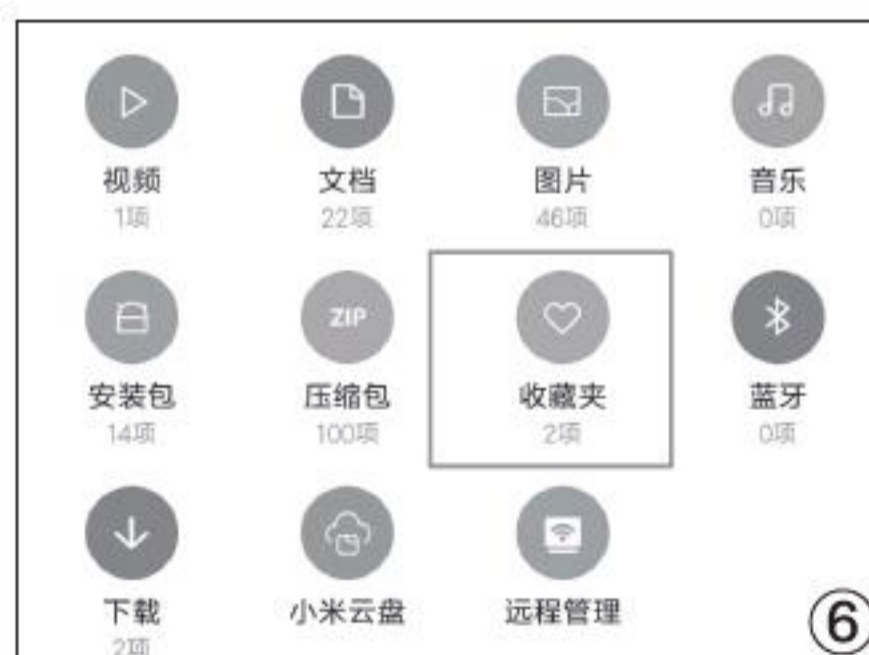 视频 文档 图片 音乐
1项 22项 46项 0项
ZIP
安装包 压缩包 收藏夹 蓝牙
14项 100项 2项 0项
下载 小米云盘 远程管理
2项
⑥